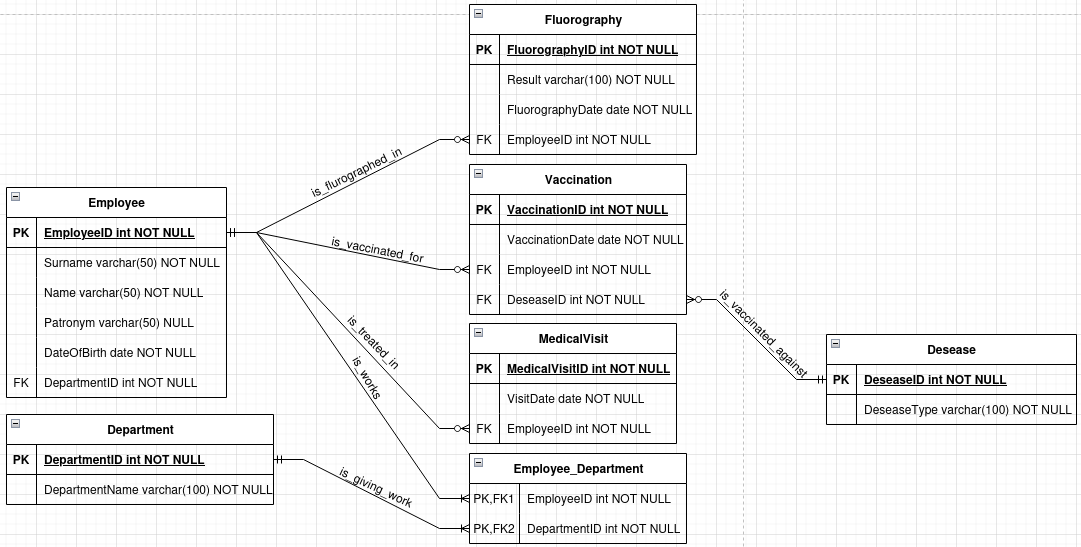 Fluorography
PK FluorographyID int NOT NULL
Result varchar(100) NOT NULL
FluorographyDate date NOT NULL
FK EmployeeID int NOT NULL
is_flurographed_in
Vaccination
PK VaccinationID int NOT NULL
VaccinationDate date NOT NULL
FK EmployeeID int NOT NULL
FK DeseaseID int NOT NULL
Employee
PK EmployeeID int NOT NULL
Surname varchar(50) NOT NULL
Name varchar(50) NOT NULL
Patronym varchar(50) NULL
DateOfBirth date NOT NULL
FK DepartmentID int NOT NULL
is_vaccinated_for
is_treated_in
is_works
is_vaccinated_against
MedicalVisit
PK MedicalVisitID int NOT NULL
VisitDate date NOT NULL
FK EmployeeID int NOT NULL
Desease
PK DeseaseID int NOT NULL
DeseaseType varchar(100) NOT NULL
Department
PK DepartmentID int NOT NULL
DepartmentName varchar(100) NOT NULL
is_giving_work
Employee_Department
PK,FK1 EmployeeID int NOT NULL
PK,FK2 DepartmentID int NOT NULL